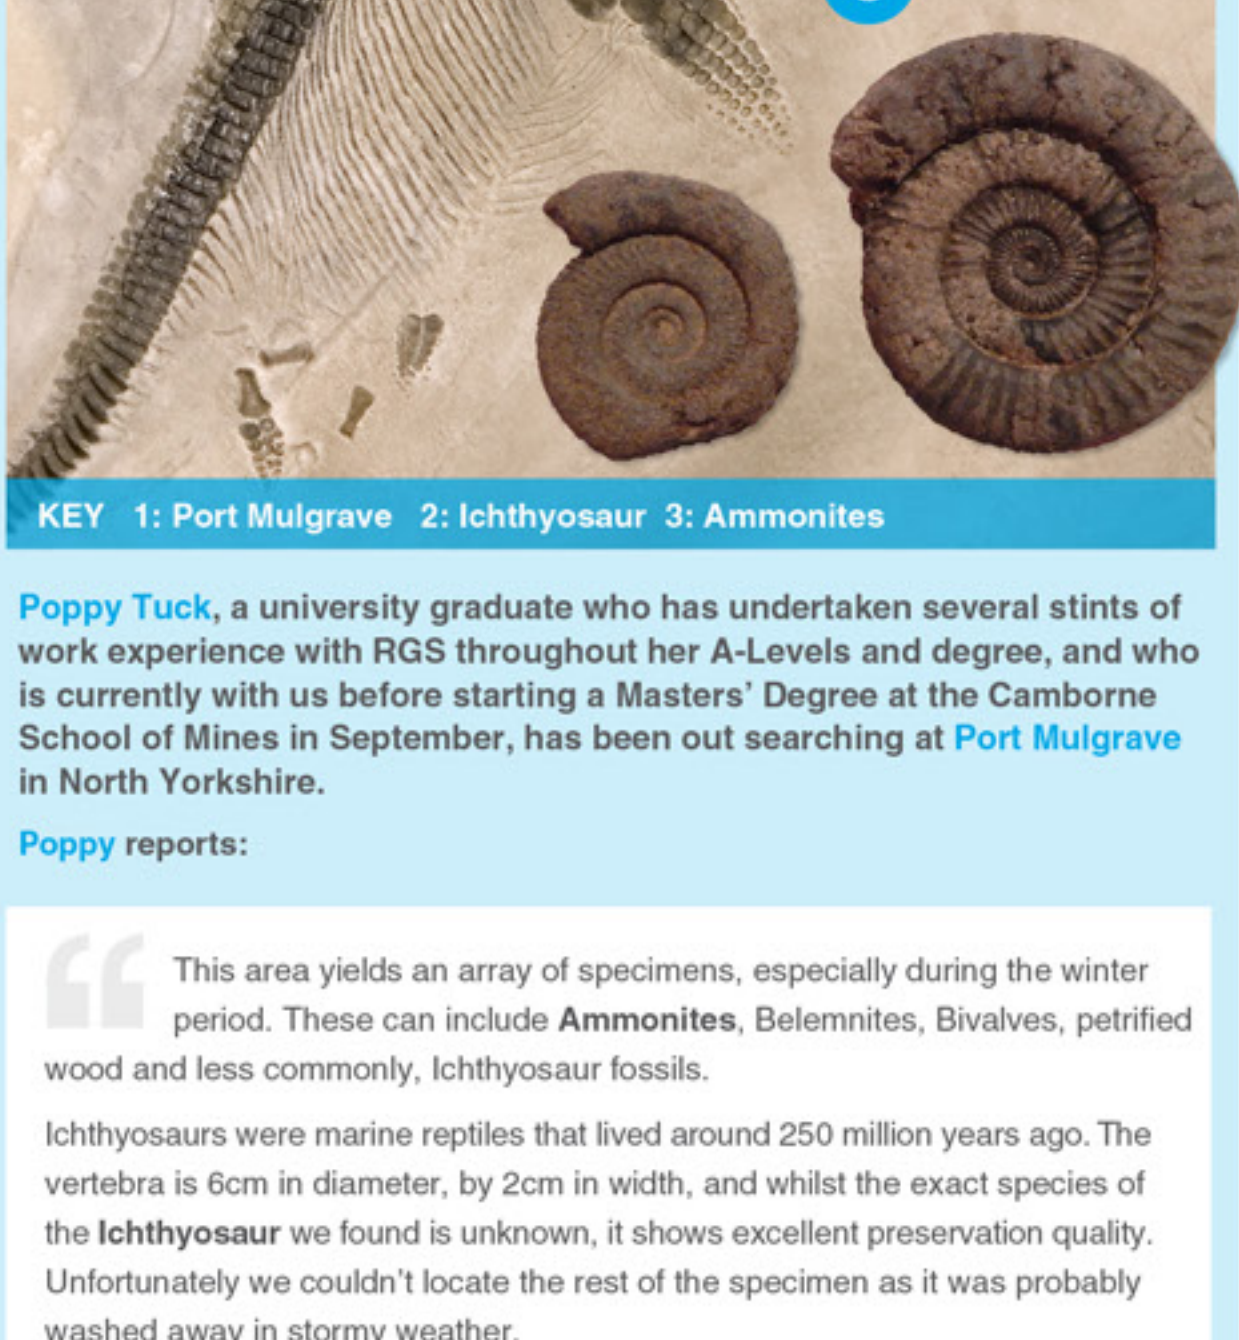 KEY 1: Port Mulgrave 2: Ichthyosaur 3: Ammonites
Poppy Tuck, a university graduate who has undertaken several stints of
work experience with RGS throughout her A-Levels and degree, and who
is currently with us before starting a Masters’ Degree at the Camborne
School of Mines in September, has been out searching at Port Mulgrave
in North Yorkshire.
Poppy reports:
“ This area yields an array of specimens, especially during the winter
period. These can include Ammonites, Belemnites, Bivalves, petrified
wood and less commonly, Ichthyosaur fossils.
Ichthyosaurs were marine reptiles that lived around 250 million years ago. The
vertebra is 6cm in diameter, by 2cm in width, and whilst the exact species of
the Ichthyosaur we found is unknown, it shows excellent preservation quality.
Unfortunately we couldn’t locate the rest of the specimen as it was probably
washed away in stormy weather.